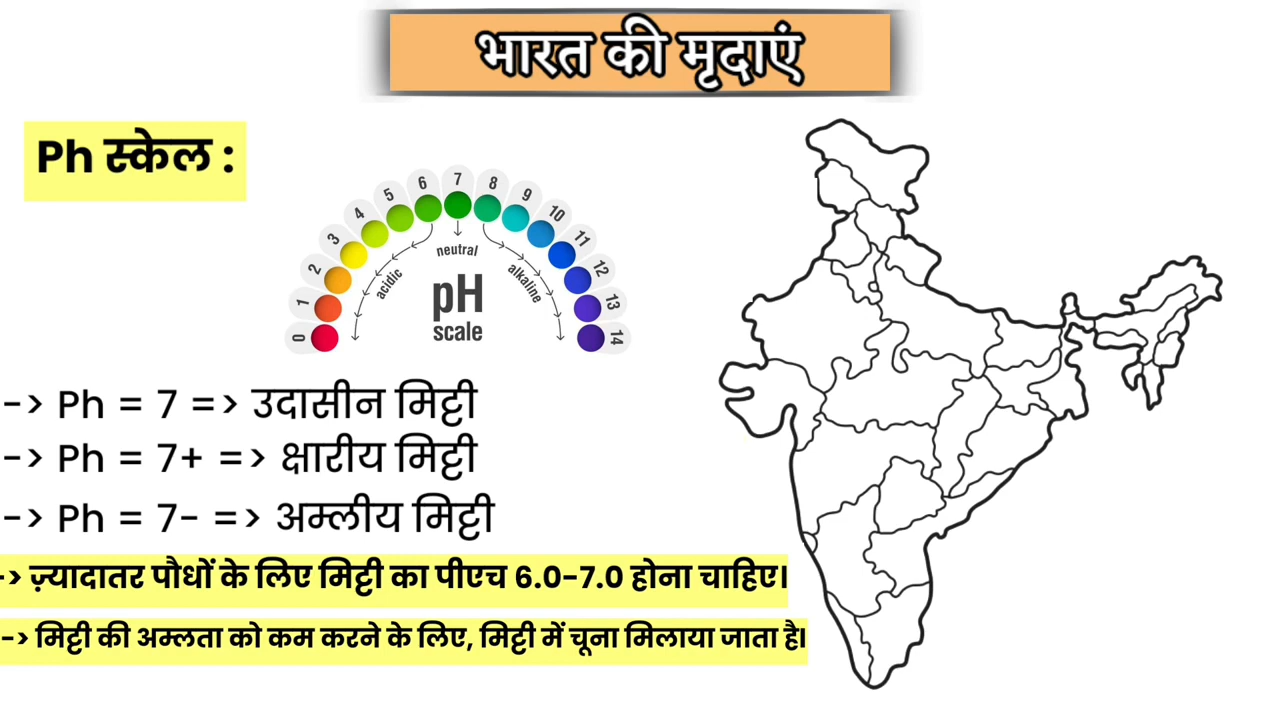 भारत की मृदाएं
Ph स्केल :
0 1 2 3 4 5 6 7 8 9 10 11 12 13 14
acidic neutral alkaline
pH
scale
-> Ph = 7 => उदासीन मिट्टी
-> Ph = 7+ => क्षारीय मिट्टी
-> Ph = 7- => अम्लीय मिट्टी
-> ज़्यादातर पौधों के लिए मिट्टी का पीएच 6.0-7.0 होना चाहिए।
-> मिट्टी की अम्लता को कम करने के लिए, मिट्टी में चूना मिलाया जाता है।